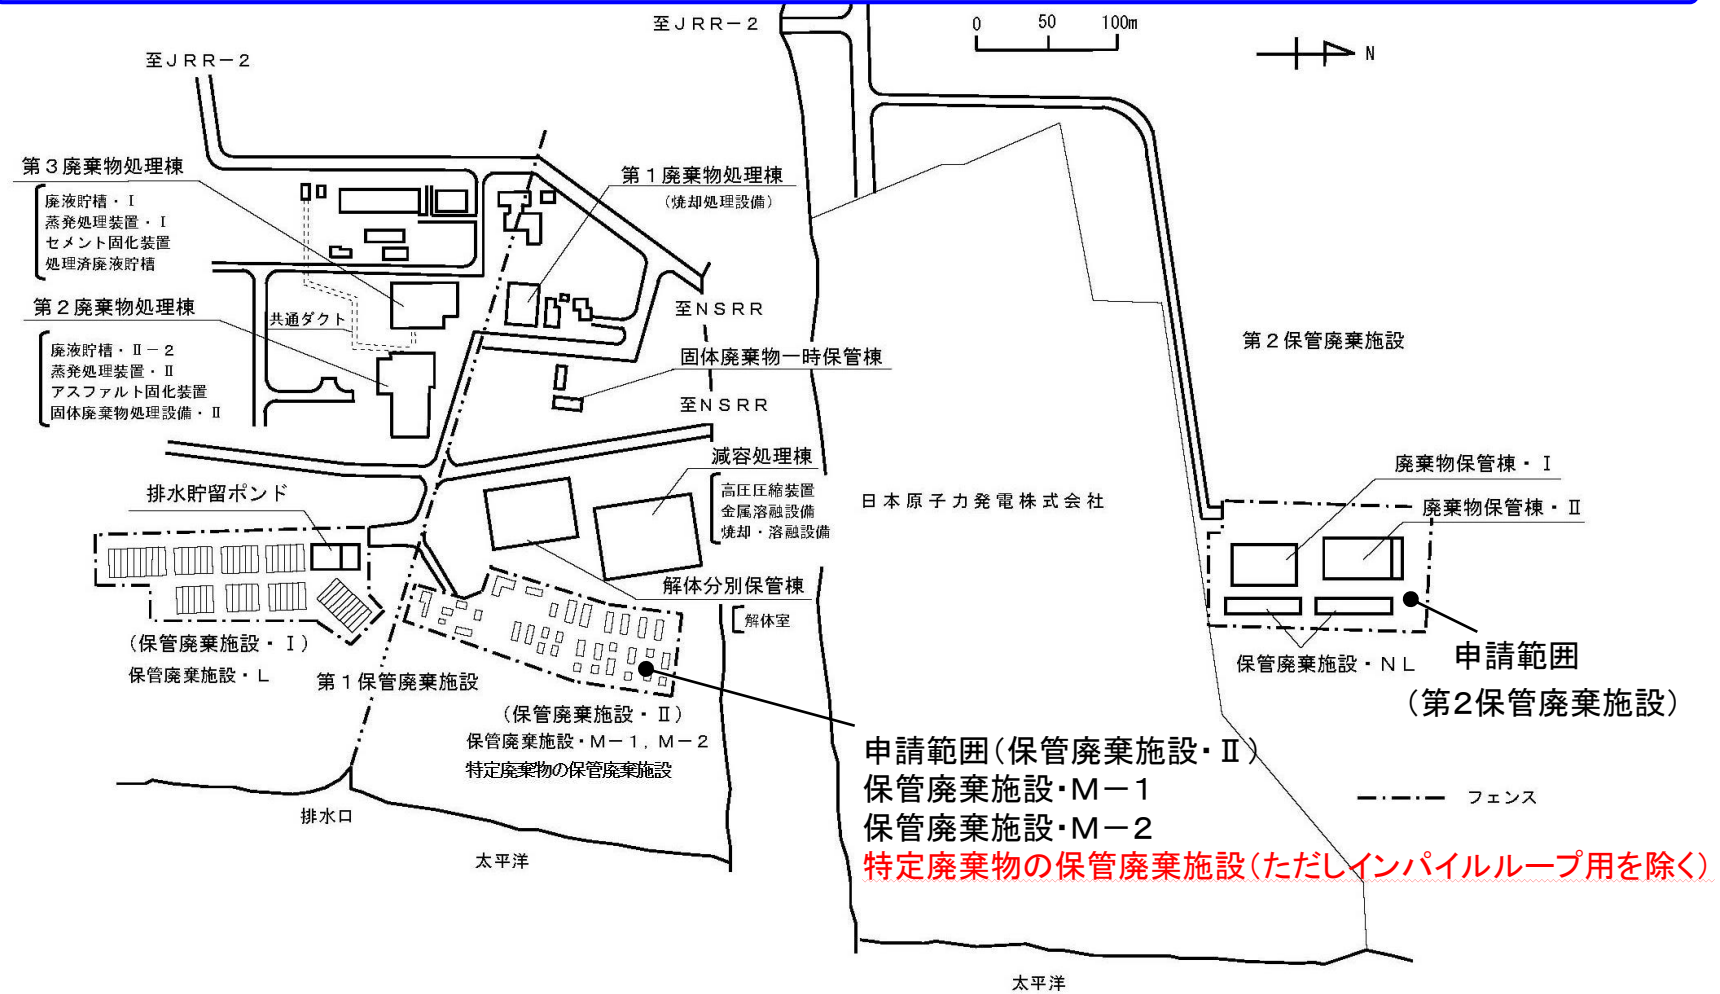 至ＪＲＲ－２
0 50 100m
至ＪＲＲ－２
N
第３廃棄物処理棟
廃液貯槽・Ⅰ
蒸発処理装置・Ⅰ
セメント固化装置
処理済廃液貯槽
第１廃棄物処理棟
（焼却処理設備）
第２廃棄物処理棟
共通ダクト
廃液貯槽・Ⅱ－２
蒸発処理装置・Ⅱ
アスファルト固化装置
固体廃棄物処理設備・Ⅱ
至ＮＳＲＲ
固体廃棄物一時保管棟
至ＮＳＲＲ
第２保管廃棄施設
減容処理棟
高圧圧縮装置
金属溶融設備
焼却・溶融設備
排水貯留ポンド
日本原子力発電株式会社
廃棄物保管棟・Ⅰ
廃棄物保管棟・Ⅱ
解体分別保管棟
解体室
（保管廃棄施設・Ⅰ）
保管廃棄施設・Ｌ
第１保管廃棄施設
（保管廃棄施設・Ⅱ）
保管廃棄施設・Ｍ－１，Ｍ－２
特定廃棄物の保管廃棄施設
保管廃棄施設・ＮＬ
申請範囲
（第2保管廃棄施設）
申請範囲（保管廃棄施設・Ⅱ）
保管廃棄施設・Ｍ－１
保管廃棄施設・Ｍ－２
特定廃棄物の保管廃棄施設（ただしインパイルループ用を除く）
フェンス
排水口
太平洋
太平洋